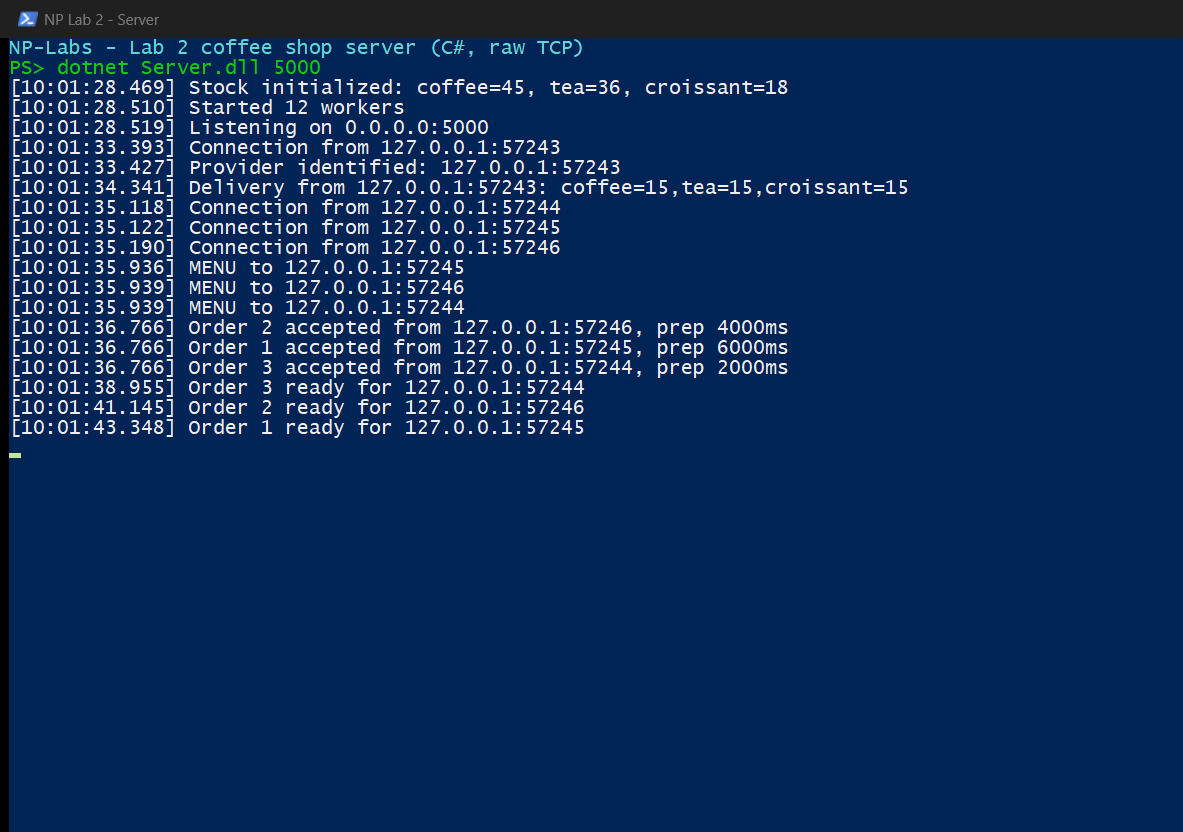 NP Lab 2 - Server
NP-Labs - Lab 2 coffee shop server (C#, raw TCP)
PS> dotnet Server.dll 5000
[10:01:28.469] Stock initialized: coffee=45, tea=36, croissant=18
[10:01:28.510] Started 12 workers
[10:01:28.519] Listening on 0.0.0.0:5000
[10:01:33.393] Connection from 127.0.0.1:57243
[10:01:33.427] Provider identified: 127.0.0.1:57243
[10:01:34.341] Delivery from 127.0.0.1:57243: coffee=15,tea=15,croissant=15
[10:01:35.118] Connection from 127.0.0.1:57244
[10:01:35.122] Connection from 127.0.0.1:57245
[10:01:35.190] Connection from 127.0.0.1:57246
[10:01:35.936] MENU to 127.0.0.1:57245
[10:01:35.939] MENU to 127.0.0.1:57246
[10:01:35.939] MENU to 127.0.0.1:57244
[10:01:36.766] Order 2 accepted from 127.0.0.1:57246, prep 4000ms
[10:01:36.766] Order 1 accepted from 127.0.0.1:57245, prep 6000ms
[10:01:36.766] Order 3 accepted from 127.0.0.1:57244, prep 2000ms
[10:01:38.955] Order 3 ready for 127.0.0.1:57244
[10:01:41.145] Order 2 ready for 127.0.0.1:57246
[10:01:43.348] Order 1 ready for 127.0.0.1:57245